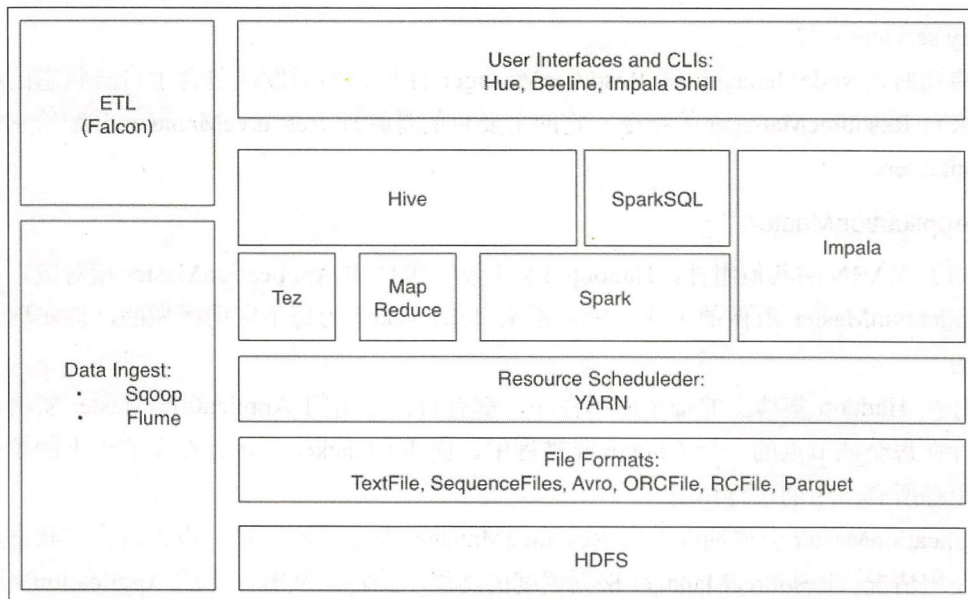 ETL
(Falcon)
User Interfaces and CLIs:
Hue, Beeline, Impala Shell
Hive
SparkSQL
Impala
Tez
Map
Reduce
Spark
Data Ingest:
• Sqoop
• Flume
Resource Scheduleder:
YARN
File Formats:
TextFile, SequenceFiles, Avro, ORCFile, RCFile, Parquet
HDFS